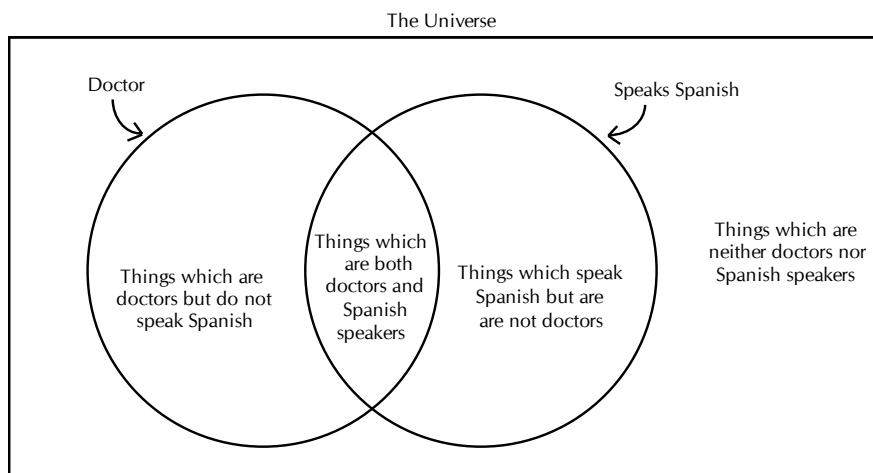 The Universe
Doctor
Speaks Spanish
Things which are
doctors but do not
speak Spanish
Things which
are both
doctors and
Spanish
speakers
Things which speak
Spanish but are
are not doctors
Things which are
neither doctors nor
Spanish speakers